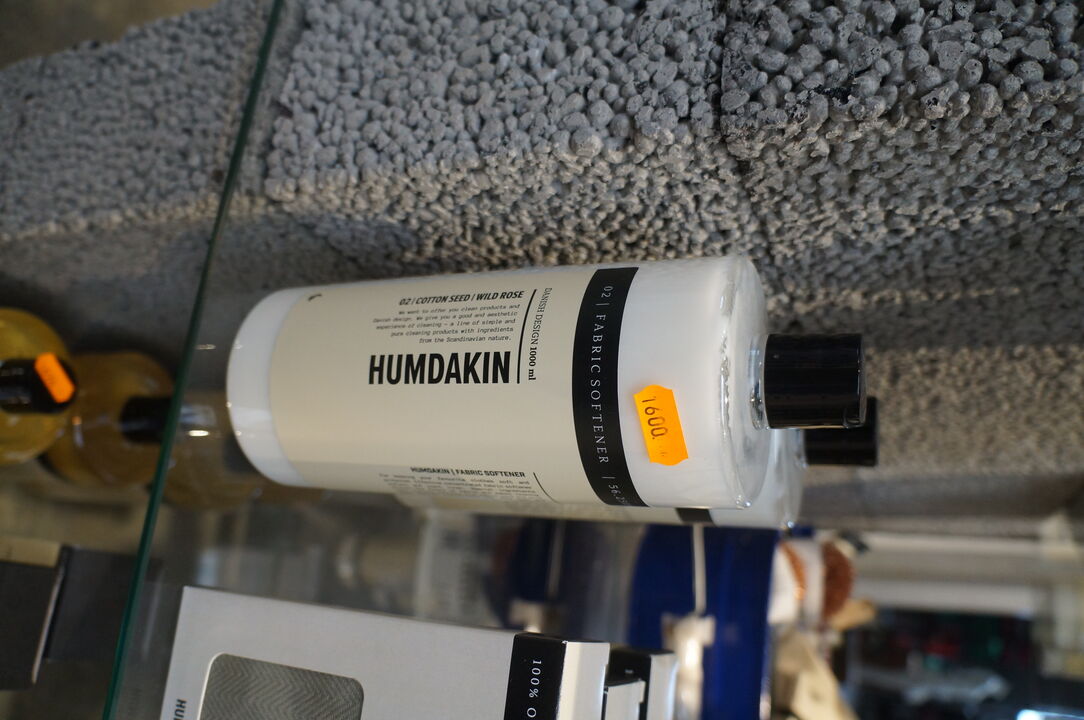 02 | COTTON SEED | WILD ROSE
We want to offer you clean products and
Danish design. We give you a good and aesthetic
experience of cleaning – a line of simple and
pure cleaning products with ingredients
from the Scandinavian nature.
HUMDAKIN
DANISH DESIGN 1000 ml
HUMDAKIN | FABRIC SOFTENER
02 | FABRIC SOFTENER |
1600
100% O
HU